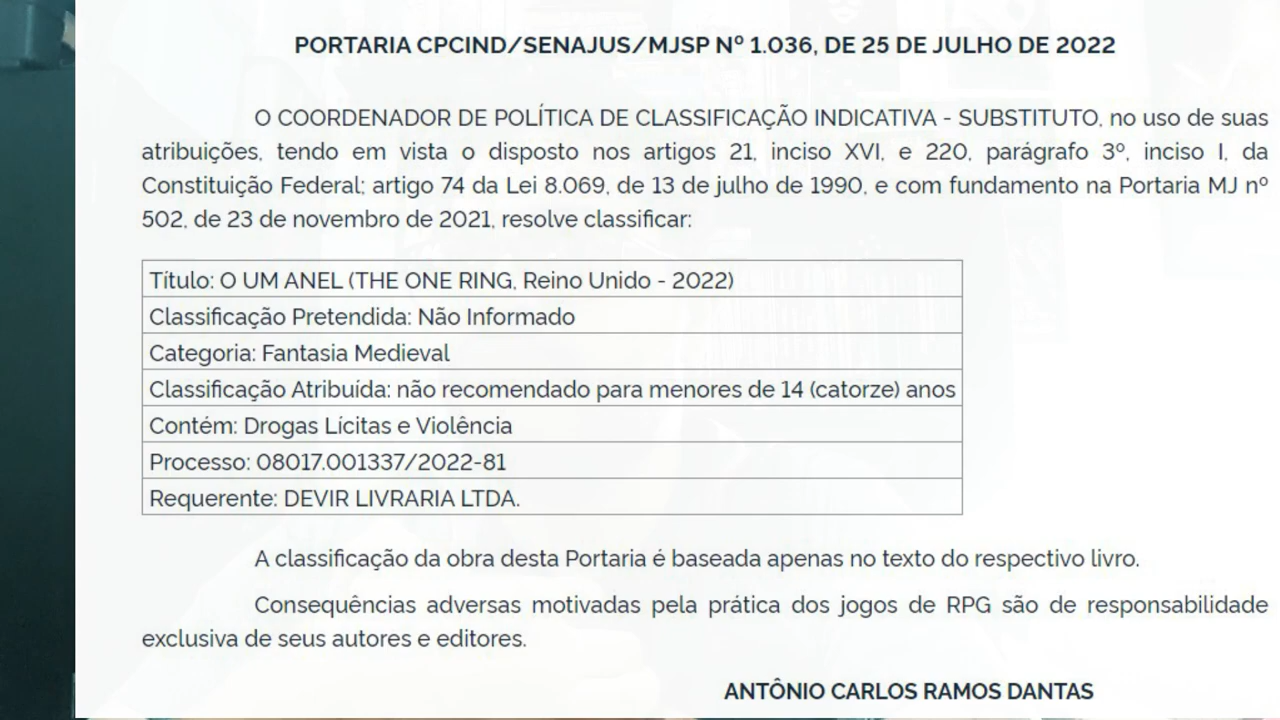 PORTARIA CPCIND/SENAJUS/MJSP Nº 1.036, DE 25 DE JULHO DE 2022
O COORDENADOR DE POLÍTICA DE CLASSIFICAÇÃO INDICATIVA - SUBSTITUTO, no uso de suas
atribuições, tendo em vista o disposto nos artigos 21, inciso XVI, e 220, parágrafo 3º, inciso I, da
Constituição Federal; artigo 74 da Lei 8.069, de 13 de julho de 1990, e com fundamento na Portaria MJ nº
502, de 23 de novembro de 2021, resolve classificar:
Título: O UM ANEL (THE ONE RING, Reino Unido - 2022)
Classificação Pretendida: Não Informado
Categoria: Fantasia Medieval
Classificação Atribuída: não recomendado para menores de 14 (catorze) anos
Contém: Drogas Lícitas e Violência
Processo: 08017.001337/2022-81
Requerente: DEVIR LIVRARIA LTDA.
A classificação da obra desta Portaria é baseada apenas no texto do respectivo livro.
Consequências adversas motivadas pela prática dos jogos de RPG são de responsabilidade
exclusiva de seus autores e editores.
ANTÔNIO CARLOS RAMOS DANTAS